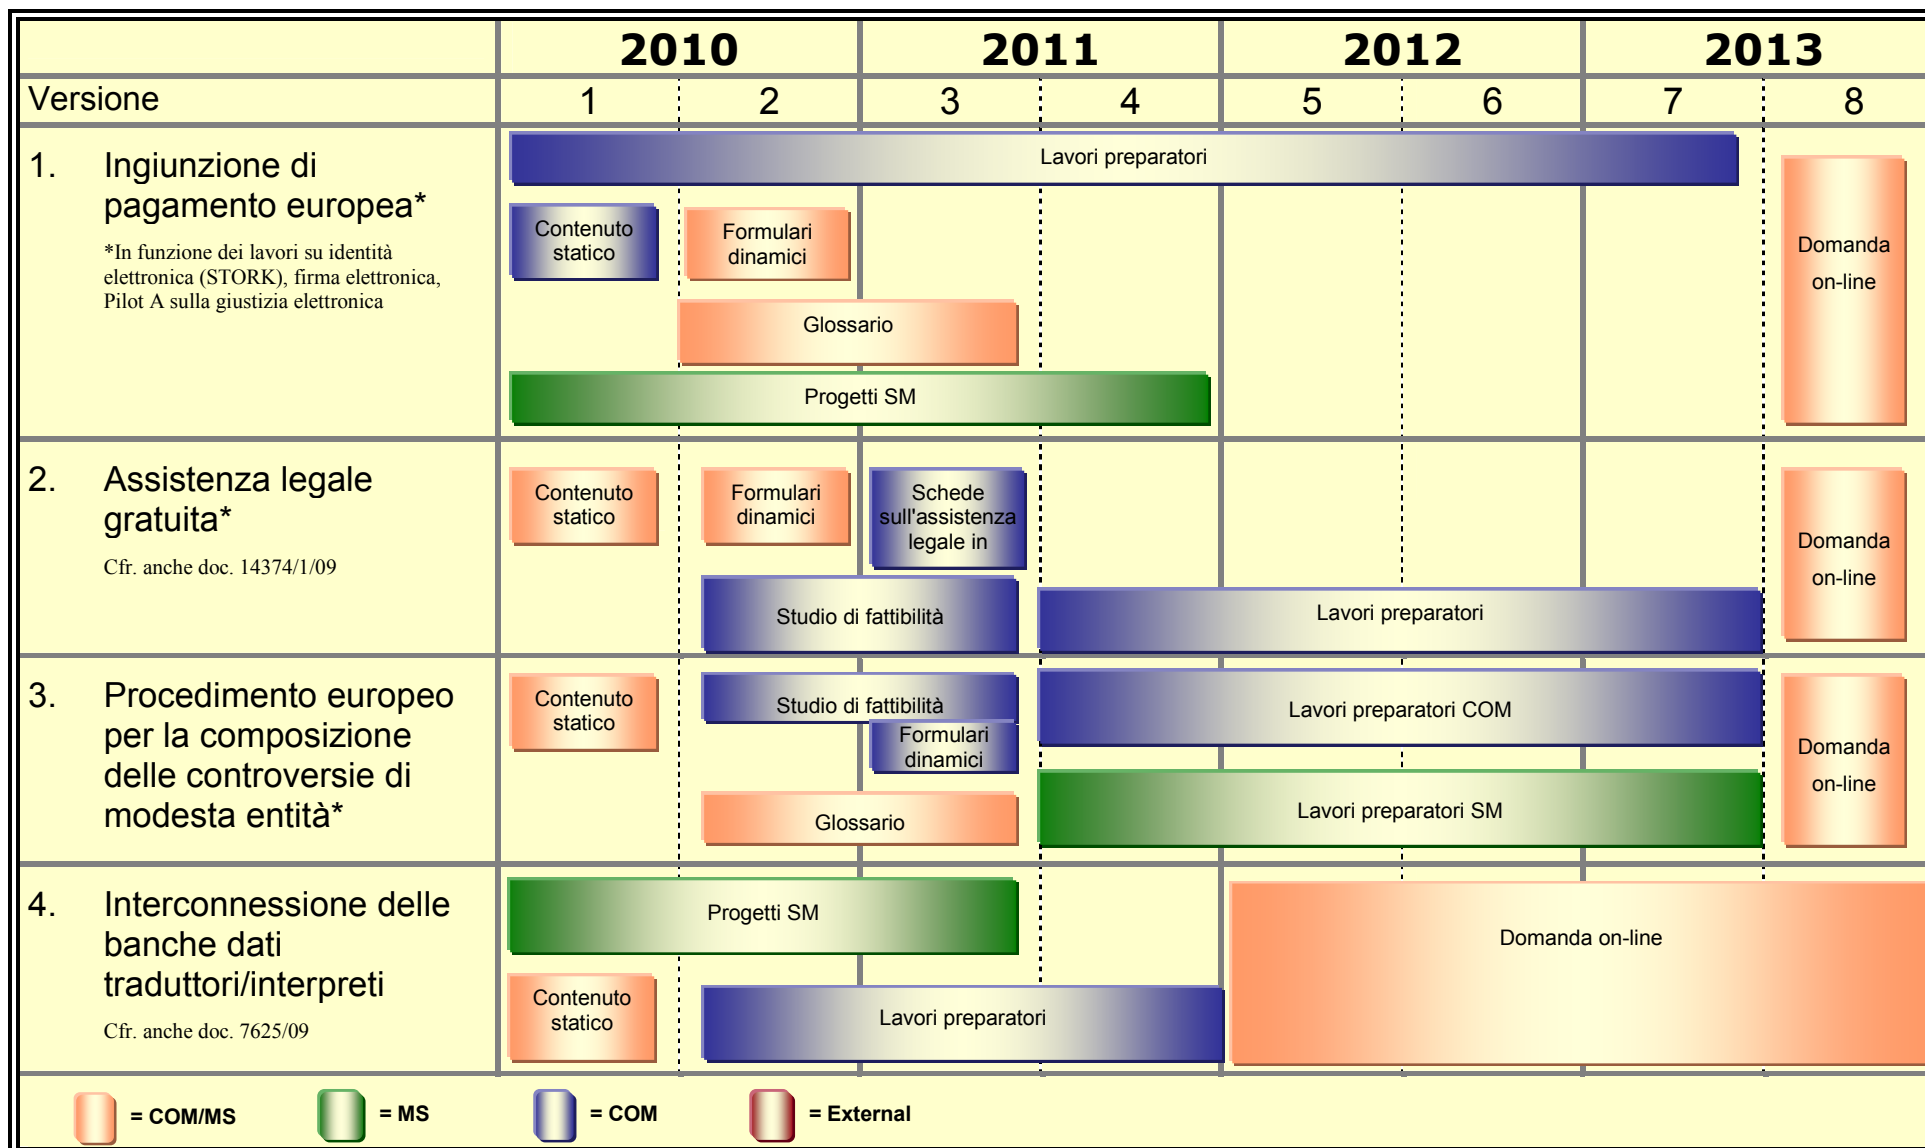 2010 2011 2012 2013
Versione 1 2 3 4 5 6 7 8
1. Ingiunzione di
pagamento europea*
*In funzione dei lavori su identità
elettronica (STORK), firma elettronica,
Pilot A sulla giustizia elettronica
Lavori preparatori
Contenuto
statico
Formulari
dinamici
Glossario
Progetti SM
Domanda
on-line
2. Assistenza legale
gratuita*
Cfr. anche doc. 14374/1/09
Contenuto
statico
Formulari
dinamici
Schede
sull'assistenza
legale in
Studio di fattibilità
Lavori preparatori
Domanda
on-line
3. Procedimento europeo
per la composizione
delle controversie di
modesta entità*
Contenuto
statico
Studio di fattibilità
Formulari
dinamici
Glossario
Lavori preparatori COM
Lavori preparatori SM
Domanda
on-line
4. Interconnessione delle
banche dati
traduttori/interpreti
Cfr. anche doc. 7625/09
Progetti SM
Contenuto
statico
Lavori preparatori
Domanda on-line
= COM/MS = MS = COM = External